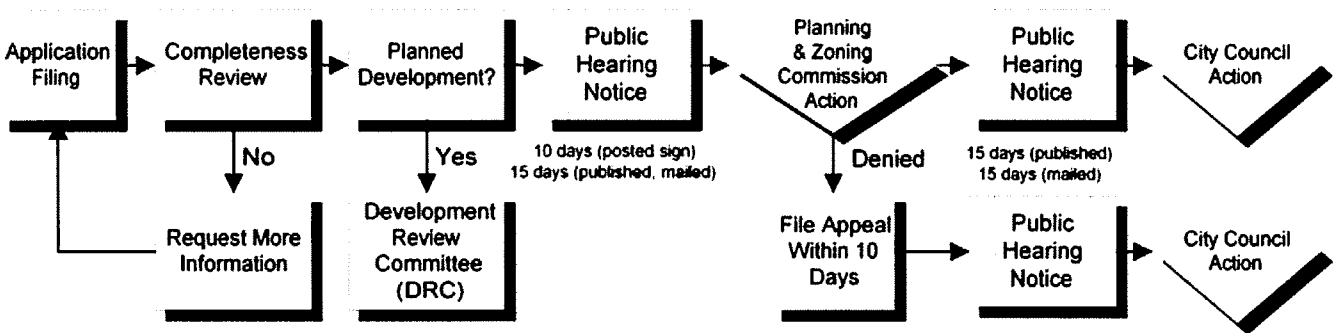 Application
Filing
Completeness
Review
Planned
Development?
Public
Hearing
Notice
Planning
& Zoning
Commission
Action
Public
Hearing
Notice
City Council
Action
10 days (posted sign)
15 days (published, mailed)
15 days (published)
15 days (mailed)
No
Yes
Denied
Request More
Information
Development
Review
Committee
(DRC)
File Appeal
Within 10
Days
Public
Hearing
Notice
City Council
Action